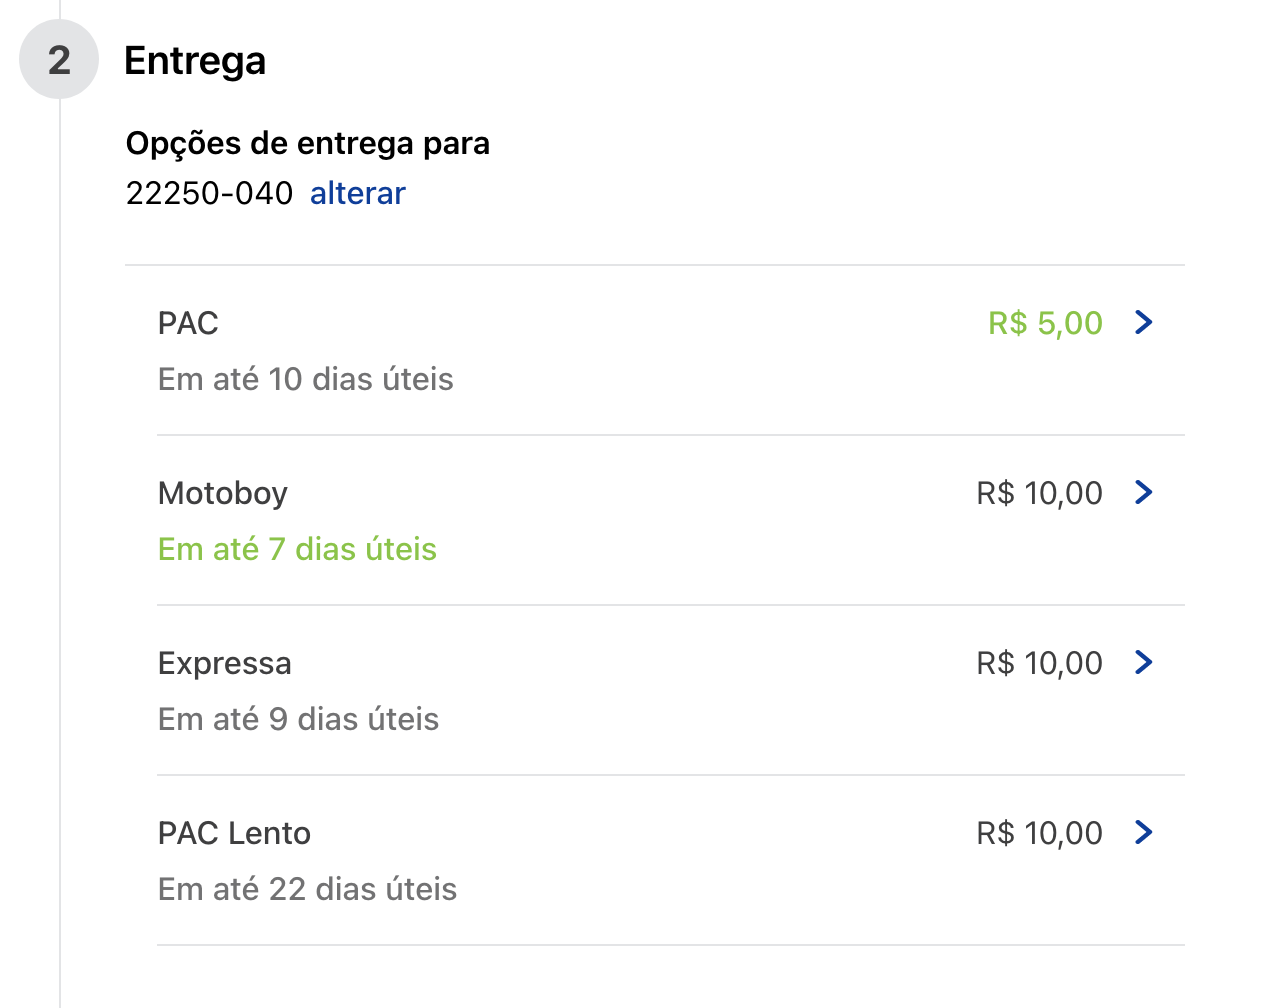 2 Entrega
Opções de entrega para
22250-040 alterar
PAC R$ 5,00
Em até 10 dias úteis
Motoboy R$ 10,00
Em até 7 dias úteis
Expressa R$ 10,00
Em até 9 dias úteis
PAC Lento R$ 10,00
Em até 22 dias úteis